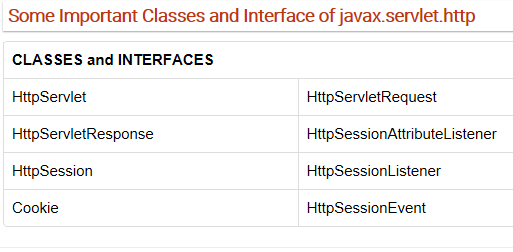 Some Important Classes and Interface of javax.servlet.http
CLASSES and INTERFACES
HttpServlet HttpServletRequest
HttpServletResponse HttpSessionAttributeListener
HttpSession HttpSessionListener
Cookie HttpSessionEvent